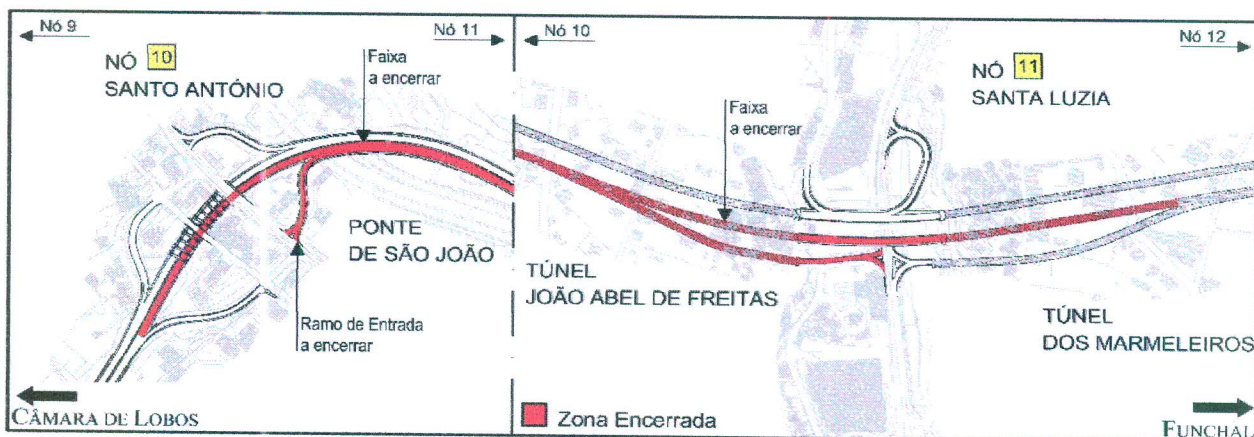 Nó 9
Nó 11
NÓ 10
SANTO ANTÓNIO
Faixa
a encerrar
PONTE
DE SÃO JOÃO
Ramo de Entrada
a encerrar
CÂMARA DE LOBOS
Nó 10
Nó 12
NÓ 11
SANTA LUZIA
Faixa
a encerrar
TÚNEL
JOÃO ABEL DE FREITAS
TÚNEL
DOS MARMELEIROS
Zona Encerrada
FUNCHAL